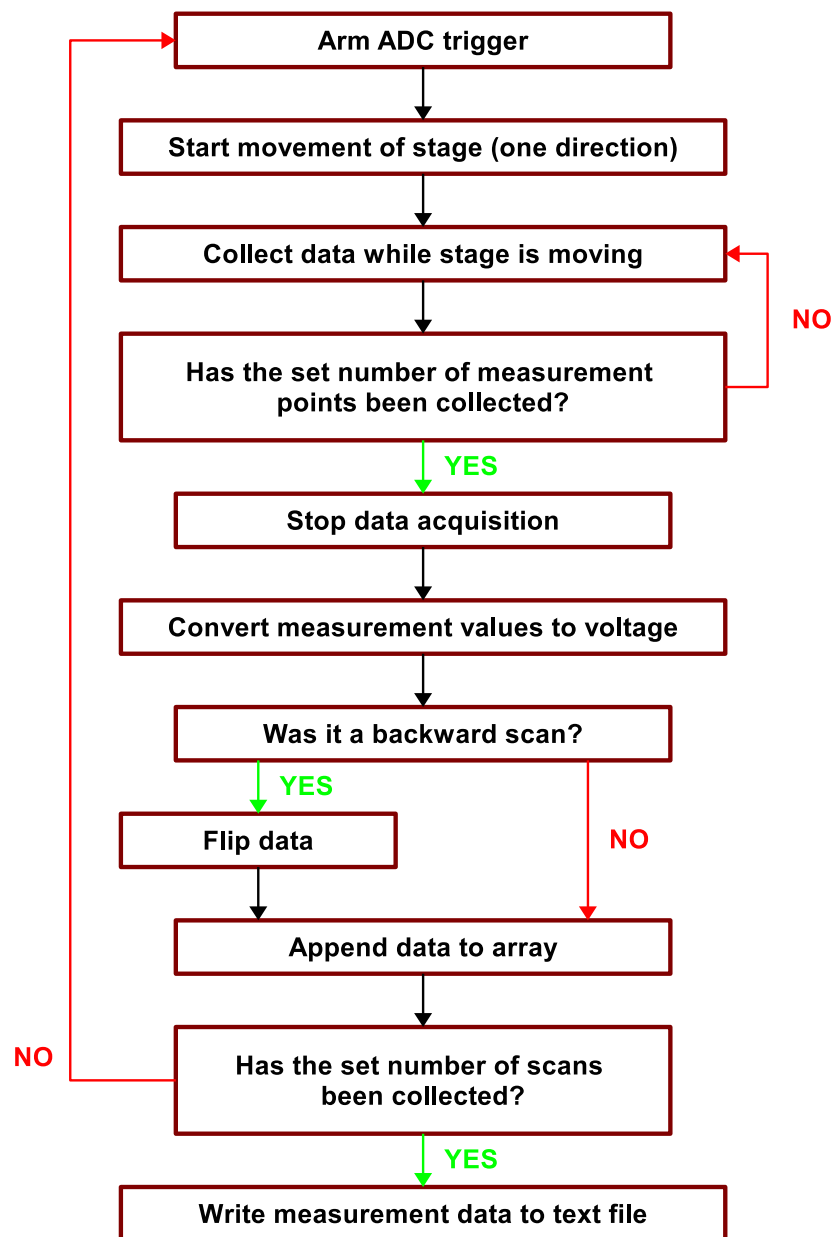 Arm ADC trigger
Start movement of stage (one direction)
Collect data while stage is moving
NO
Has the set number of measurement
points been collected?
YES
Stop data acquisition
Convert measurement values to voltage
Was it a backward scan?
YES
Flip data
NO
Append data to array
NO
Has the set number of scans
been collected?
YES
Write measurement data to text file